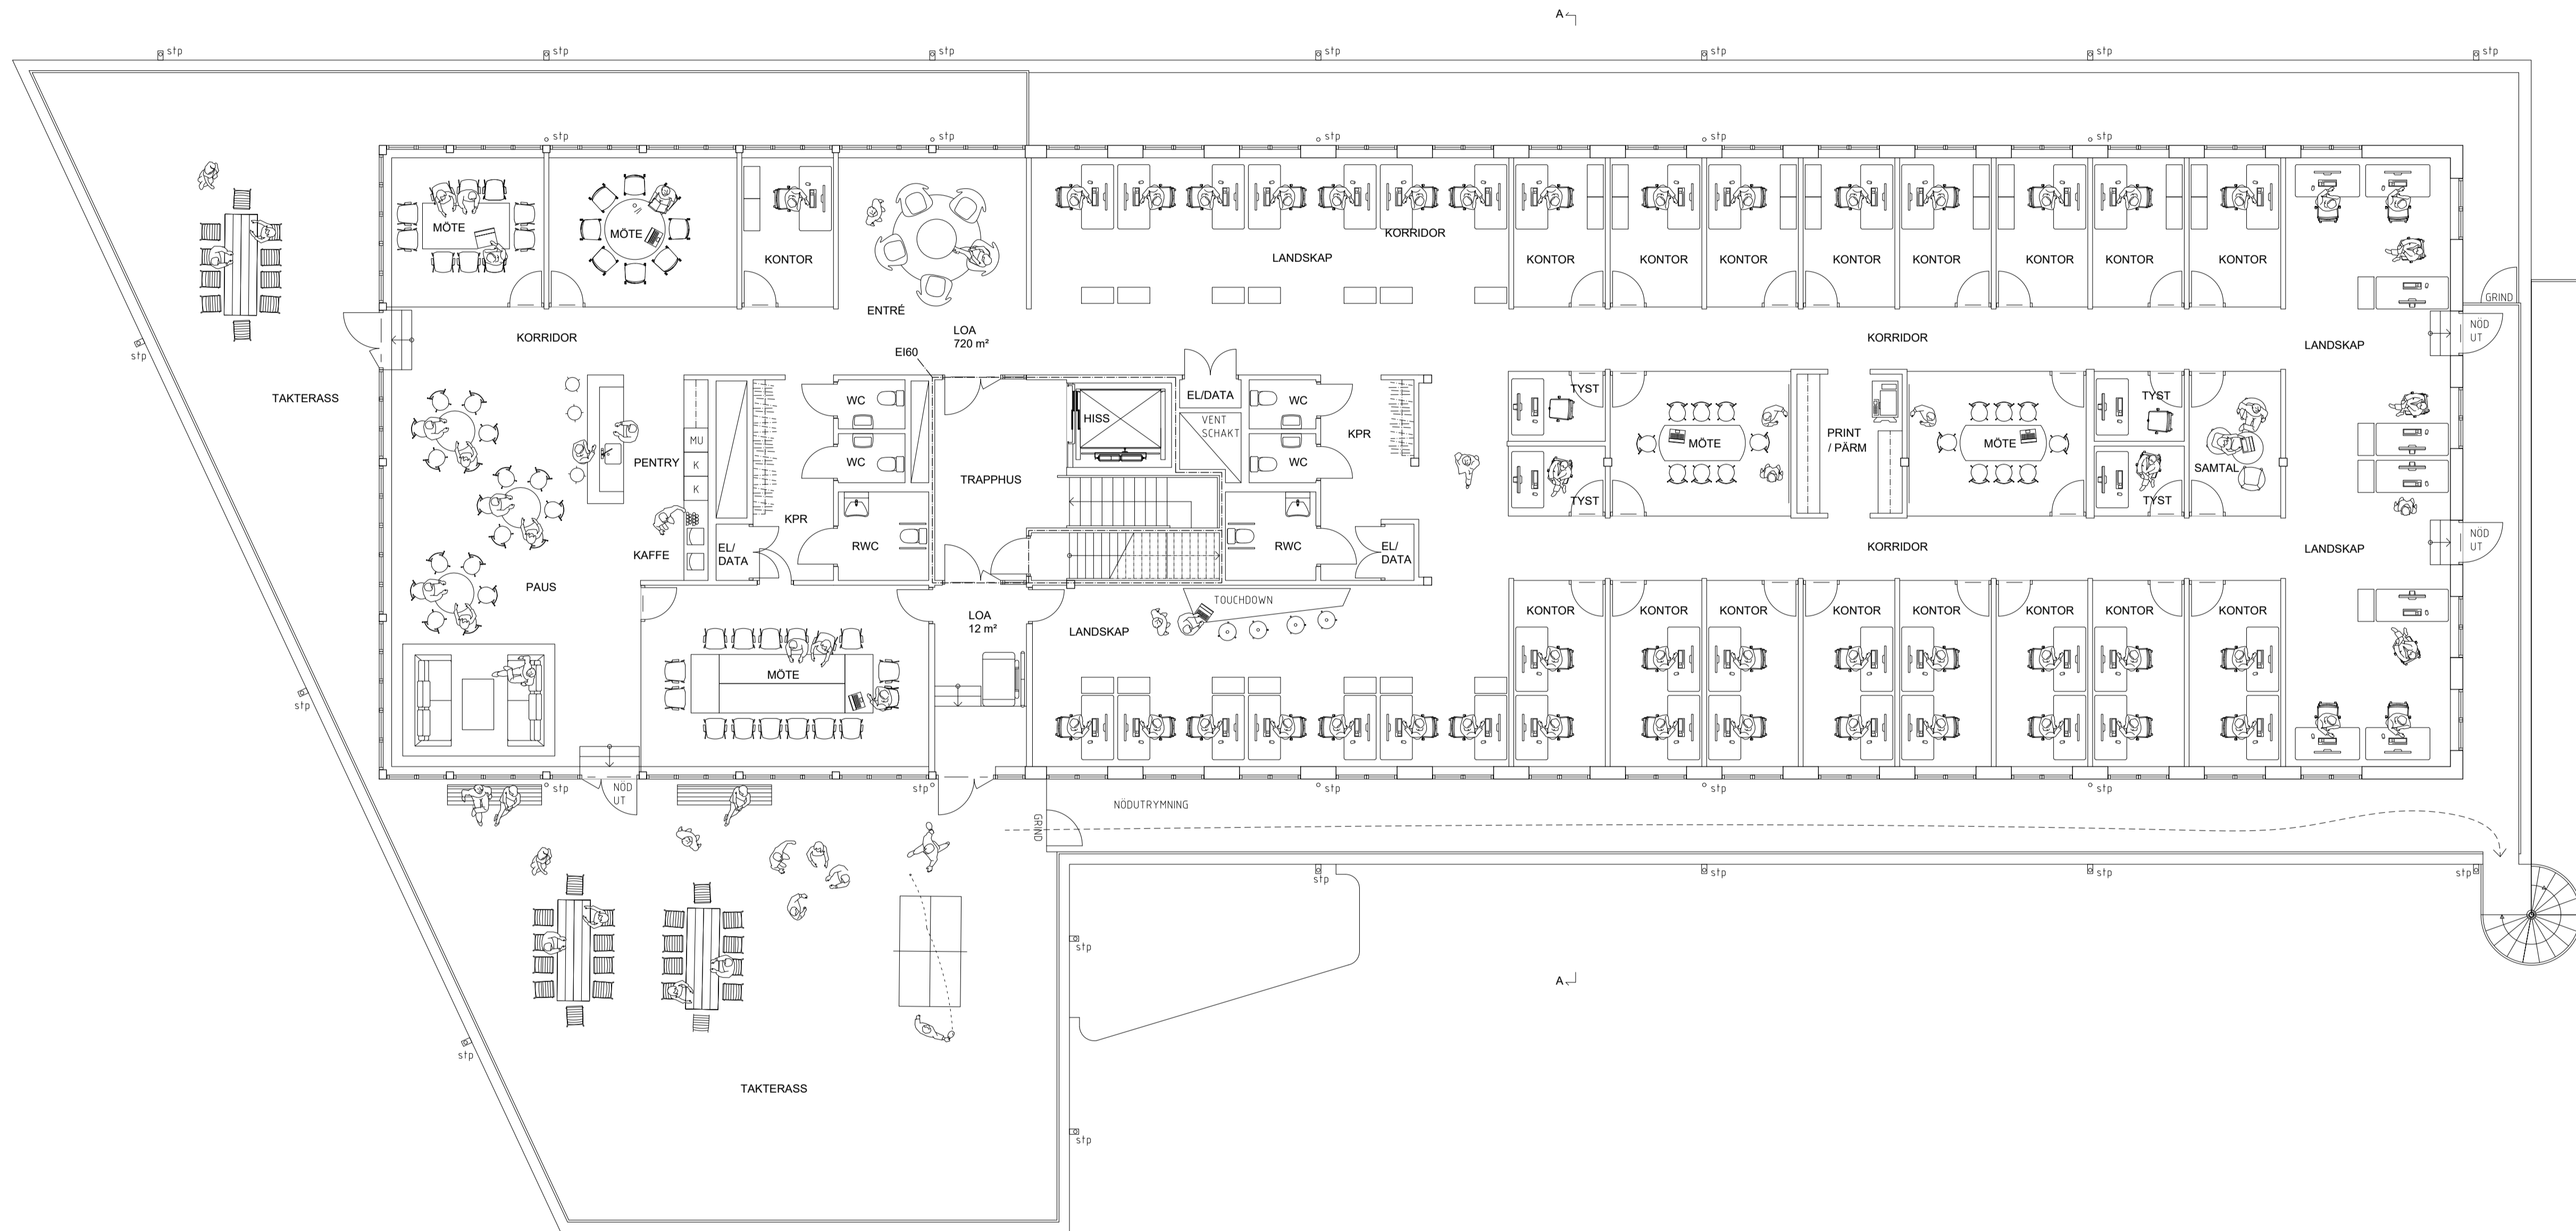 A
stp
stp
stp
stp
stp
stp
stp
stp
stp
stp
stp
stp
MÖTE
MÖTE
KONTOR
ENTRÉ
KORRIDOR
LANDSKAP
KONTOR
KONTOR
KONTOR
KONTOR
KONTOR
KONTOR
KONTOR
KONTOR
GRIND
KORRIDOR
LOA
720 m²
KORRIDOR
NÖD
UT
LANDSKAP
stp
EI60
TAKTERASS
WC
HISS
EL/DATA
VENT
SCHAKT
WC
KPR
TYST
TYST
MU
K
K
PENTRY
WC
WC
MÖTE
PRINT
/ PÄRM
MÖTE
SAMTAL
TRAPPHUS
TYST
TYST
KPR
KAFFE
EL/
DATA
RWC
RWC
EL/
DATA
KORRIDOR
LANDSKAP
NÖD
UT
PAUS
TOUCHDOWN
LOA
12 m²
LANDSKAP
KONTOR
KONTOR
KONTOR
KONTOR
KONTOR
KONTOR
KONTOR
KONTOR
MÖTE
stp
stp
NÖD
UT
stp
stp
stp
stp
NÖDUTRYMNING
GRIND
stp
stp
stp
stp
stp
A
stp
TAKTERASS
stp